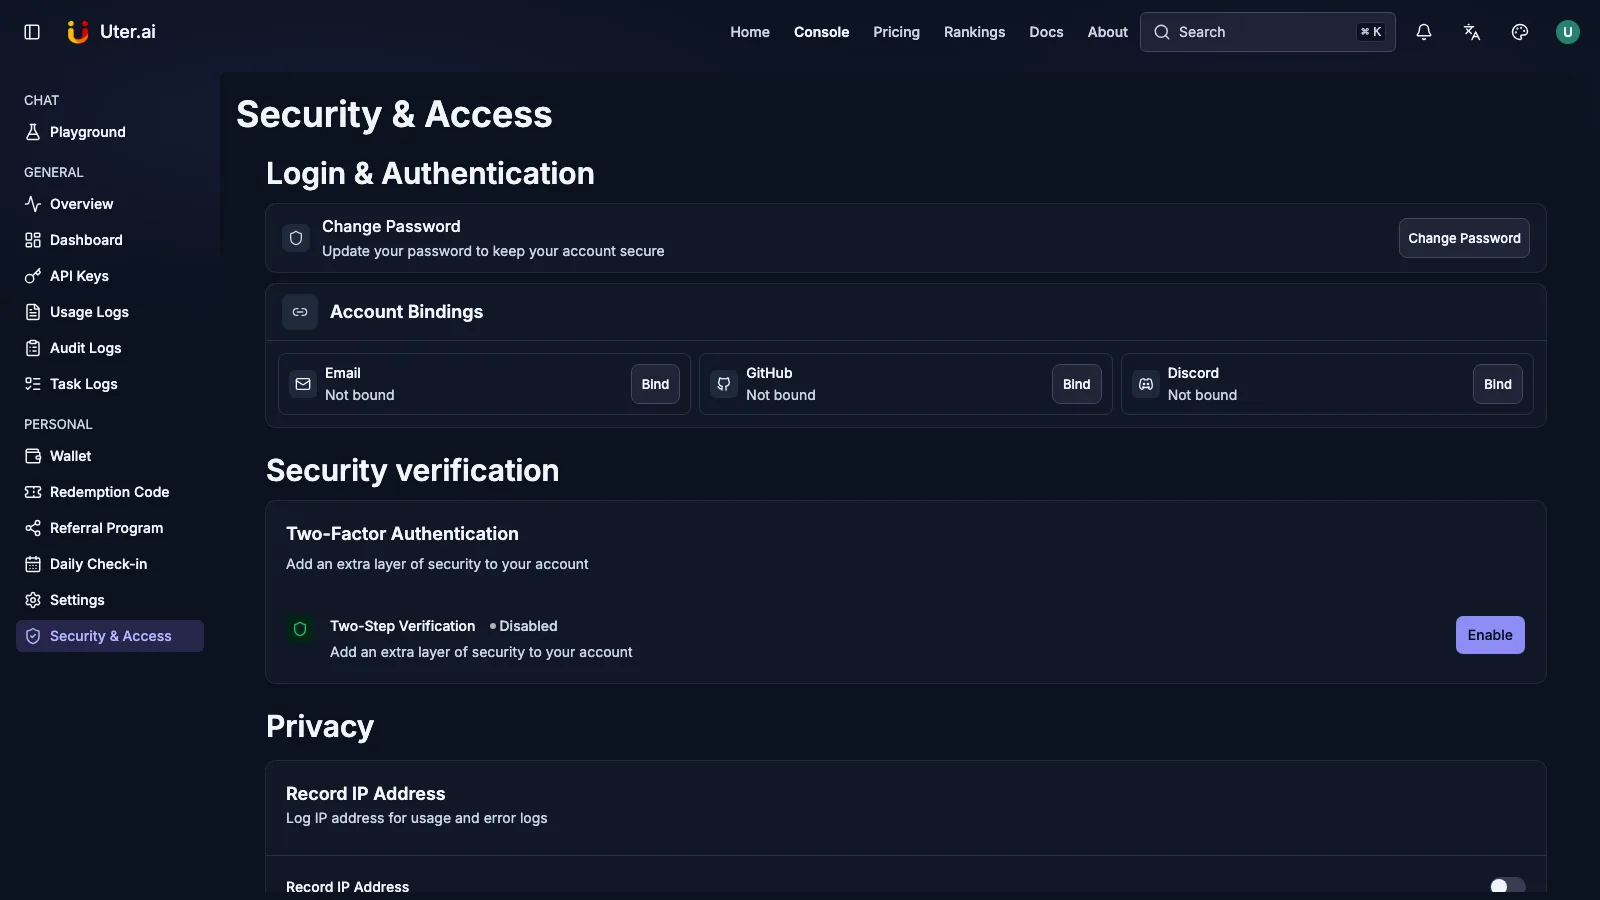 Uter.ai
Home
Console
Pricing
Rankings
Docs
About
Search
⌘ K
U
CHAT
Playground
GENERAL
Overview
Dashboard
API Keys
Usage Logs
Audit Logs
Task Logs
PERSONAL
Wallet
Redemption Code
Referral Program
Daily Check-in
Settings
Security & Access
Security & Access
Login & Authentication
Change Password
Update your password to keep your account secure
Change Password
Account Bindings
Email
Not bound
Bind
GitHub
Not bound
Bind
Discord
Not bound
Bind
Security verification
Two-Factor Authentication
Add an extra layer of security to your account
Two-Step Verification
Disabled
Add an extra layer of security to your account
Enable
Privacy
Record IP Address
Log IP address for usage and error logs
Record IP Address